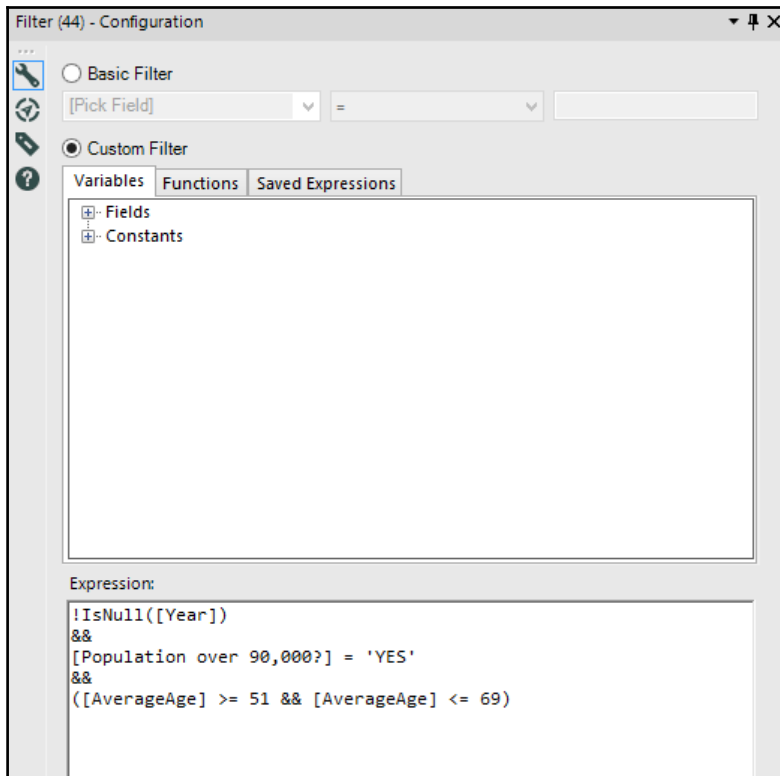 Filter (44) - Configuration
Basic Filter
[Pick Field] =
Custom Filter
Variables Functions Saved Expressions
Fields
Constants
Expression:
!IsNull([Year])
&&
[Population over 90,000?] = 'YES'
&&
([AverageAge] >= 51 && [AverageAge] <= 69)